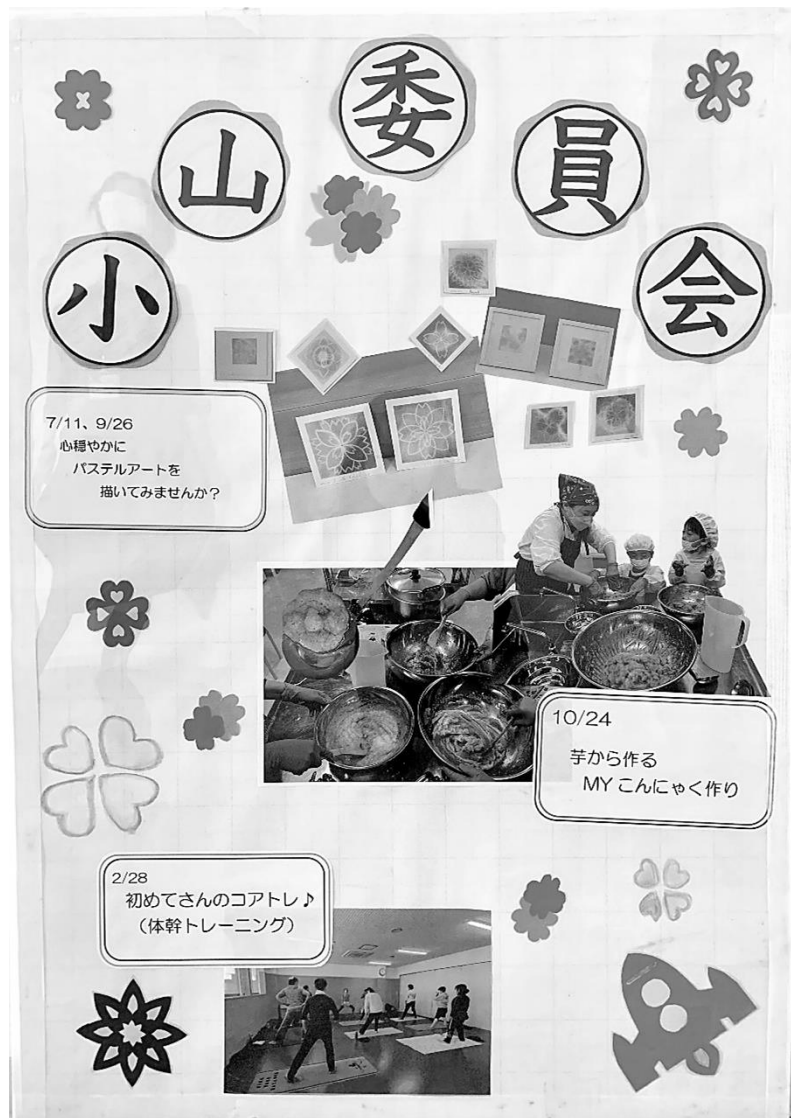 小山委員会
7/11、9/26
心穏やかに
パステルアートを
描いてみませんか？
10/24
芋から作る
MYこんにゃく作り
2/28
初めてさんのコアトレ♪
（体幹トレーニング）